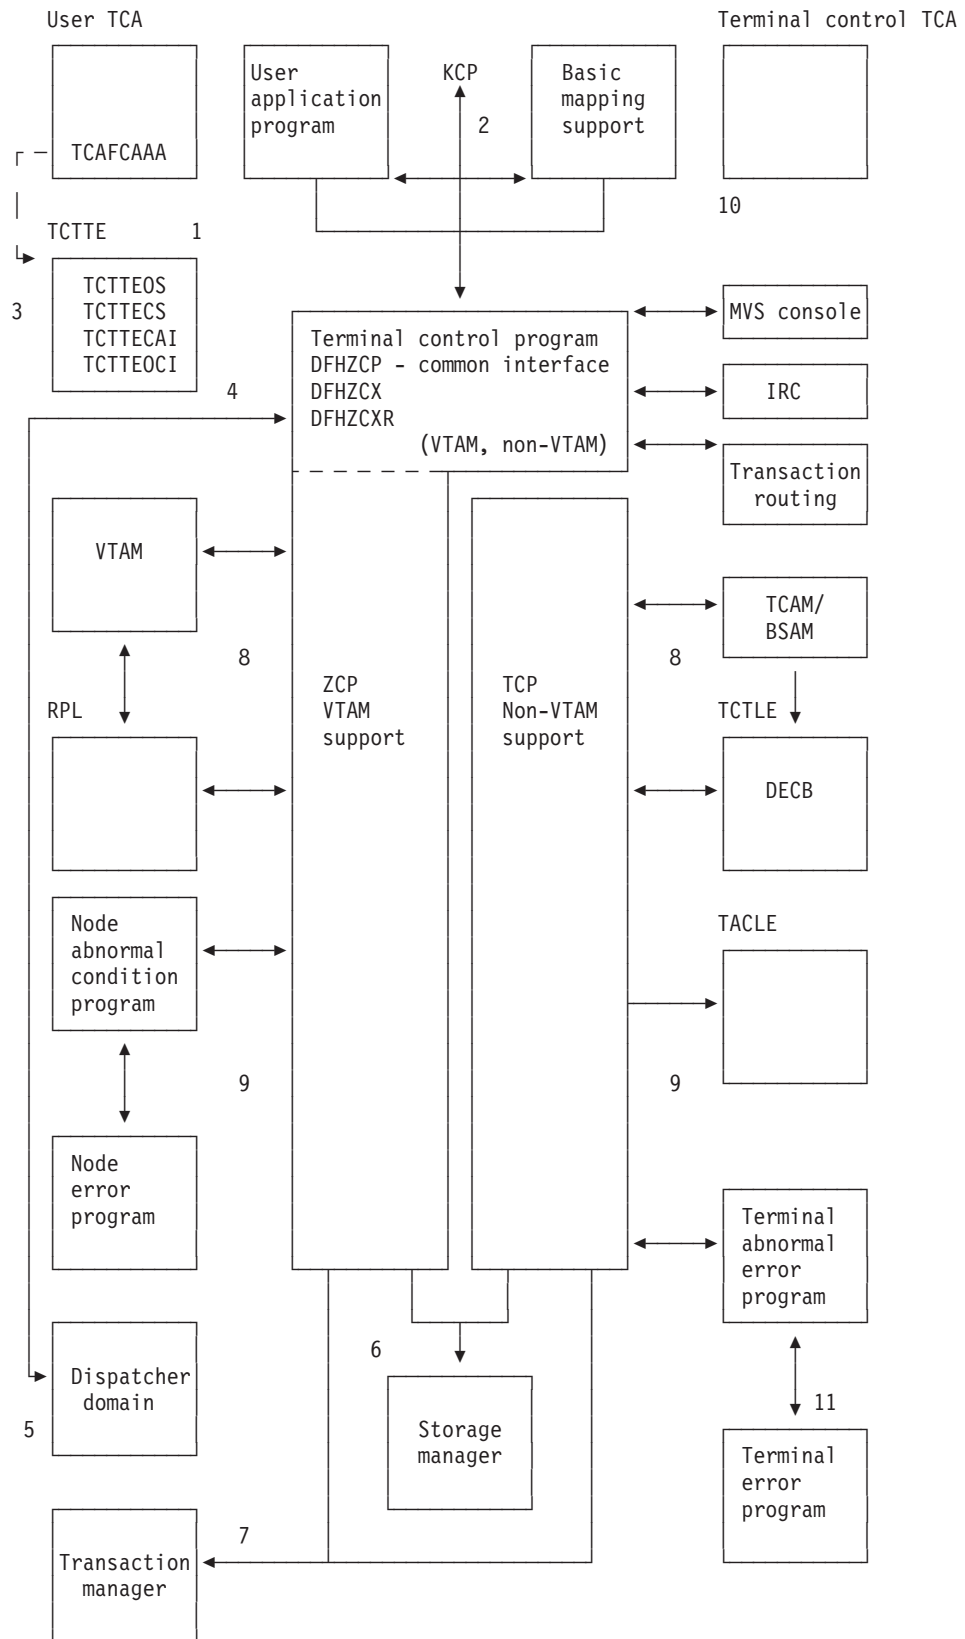 User TCA
Terminal control TCA
User
application
program
KCP
2
Basic
mapping
support
TCAFCAAA
10
TCTTE
1
3
TCTTEOS
TCTTECS
TCTTECAI
TCTTEOCI
MVS console
Terminal control program
DFHZCP - common interface
DFHZCX
DFHZCXR
(VTAM, non-VTAM)
4
IRC
Transaction
routing
VTAM
TCAM/
BSAM
8
8
ZCP
VTAM
support
TCP
Non-VTAM
support
RPL
TCTLE
DECB
Node
abnormal
condition
program
TACLE
9
9
Node
error
program
Terminal
abnormal
error
program
6
Dispatcher
domain
5
11
Storage
manager
Terminal
error
program
7
Transaction
manager